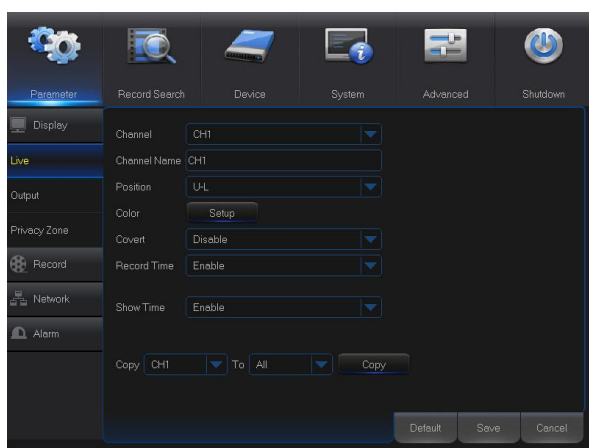 Parameter Record Search Device System Advanced Shutdown
Display
Live
Output
Privacy Zone
Record
Network
Alarm
Channel CH1
Channel Name CH1
Position U-L
Color Setup
Covert Disable
Record Time Enable
Show Time Enable
Copy CH1 To All Copy
Default Save Cancel